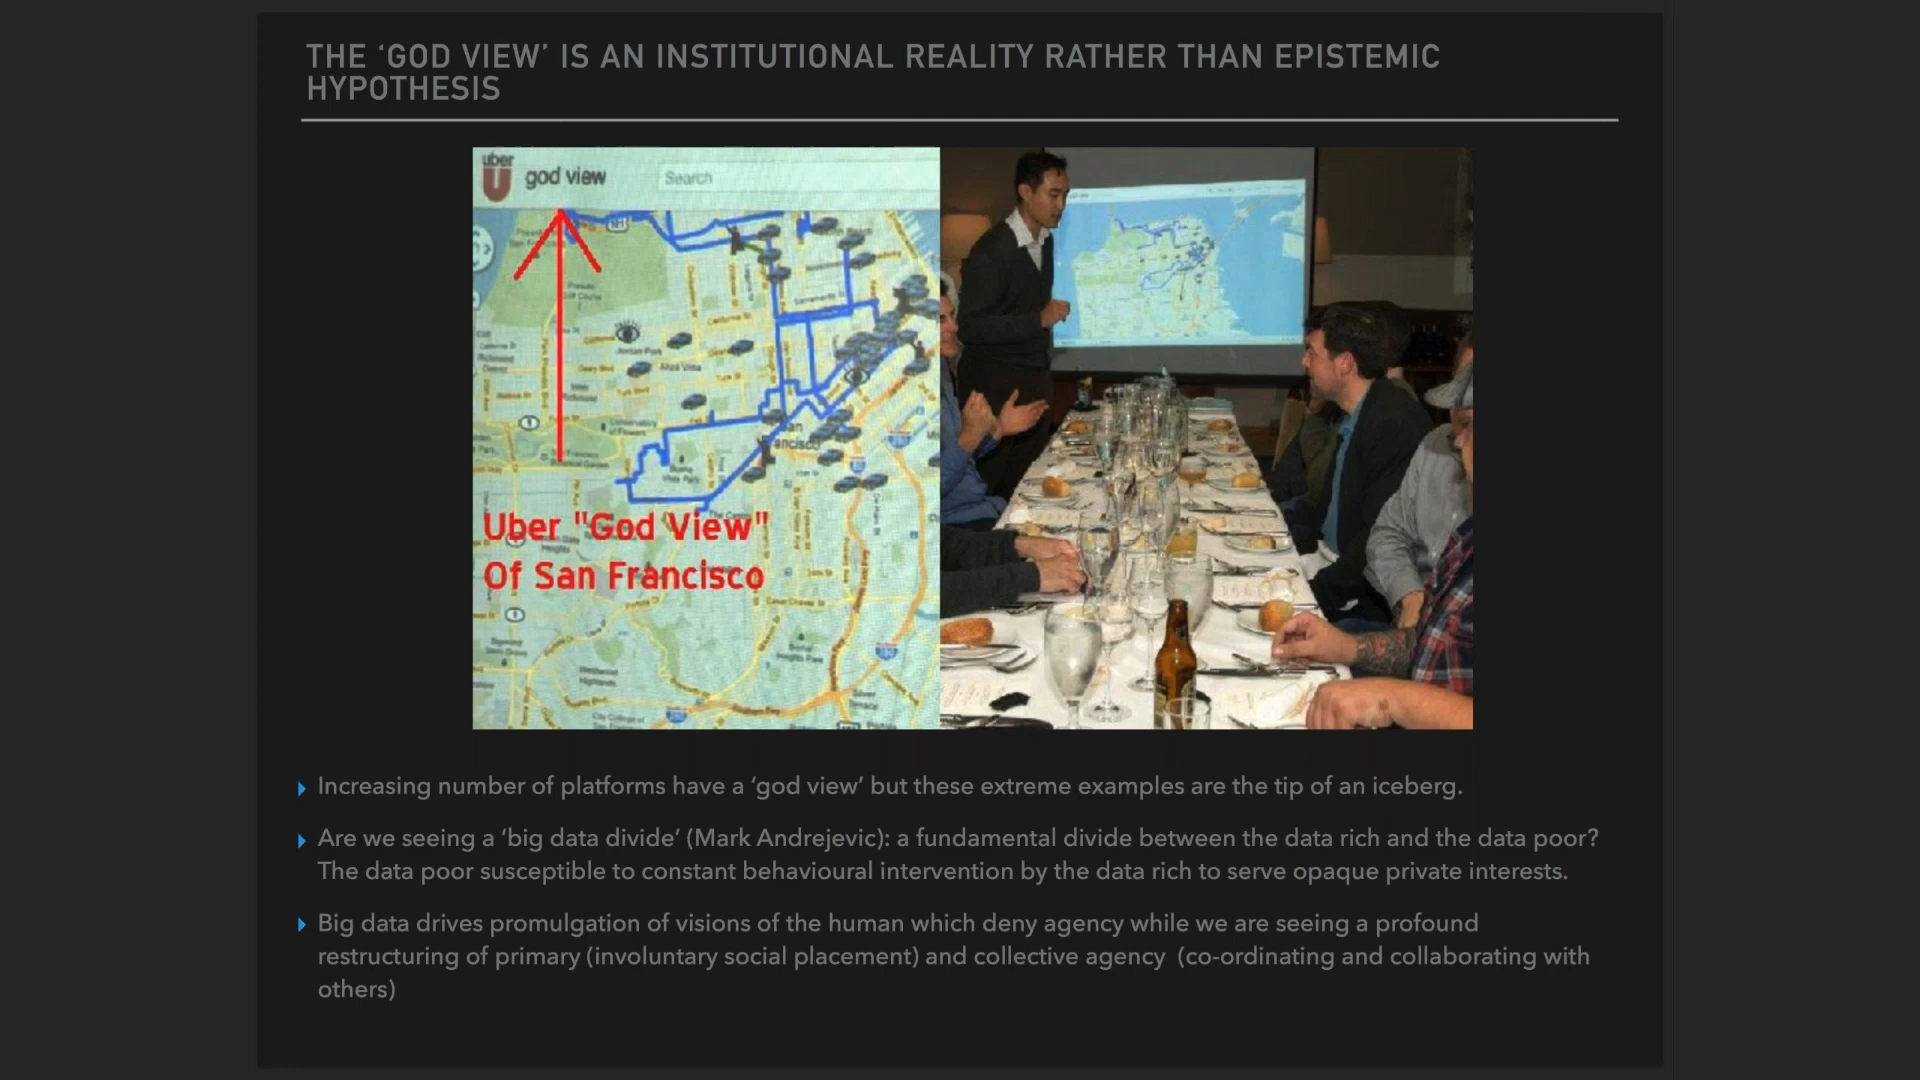 THE ‘GOD VIEW’ IS AN INSTITUTIONAL REALITY RATHER THAN EPISTEMIC
HYPOTHESIS
uber
god view
Search
Uber "God View"
Of San Francisco
Increasing number of platforms have a ‘god view’ but these extreme examples are the tip of an iceberg.
Are we seeing a ‘big data divide’ (Mark Andrejevic): a fundamental divide between the data rich and the data poor?
The data poor susceptible to constant behavioural intervention by the data rich to serve opaque private interests.
Big data drives promulgation of visions of the human which deny agency while we are seeing a profound
restructuring of primary (involuntary social placement) and collective agency (co-ordinating and collaborating with
others)